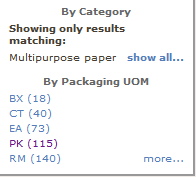 By Category
Showing only results
matching:
Multipurpose paper show all...
By Packaging UOM
BX (18)
CT (40)
EA (73)
PK (115)
RM (140) more...